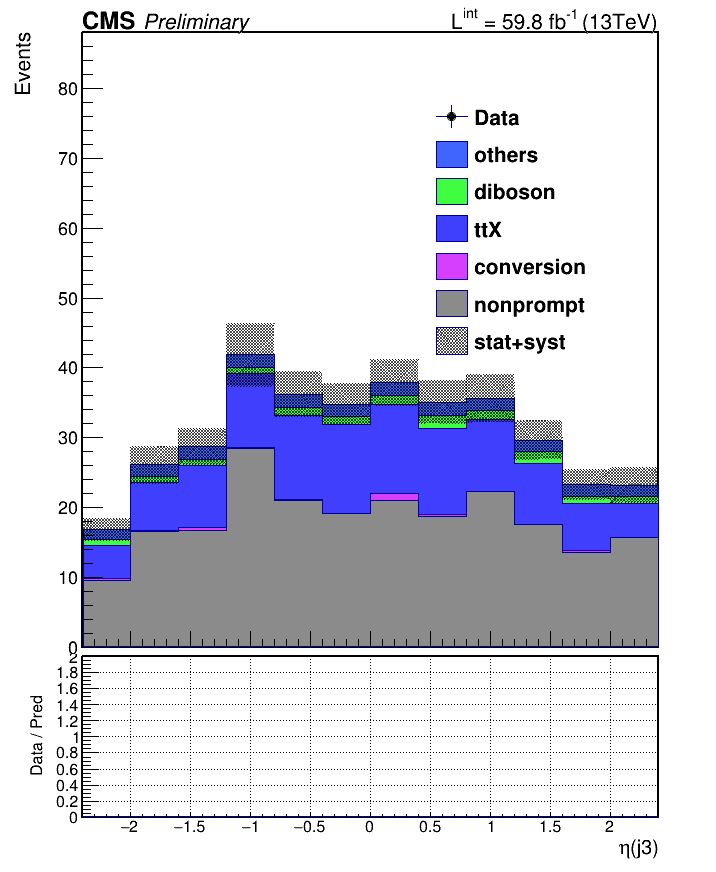 CMS Preliminary L^int = 59.8 fb^-1 (13TeV)
Events
80
70
60
50
40
30
20
10
0
Data
others
diboson
ttX
conversion
nonprompt
stat+syst
Data / Pred
2
1.8
1.6
1.4
1.2
1
0.8
0.6
0.4
0.2
0
−2 −1.5 −1 −0.5 0 0.5 1 1.5 2
η(j3)